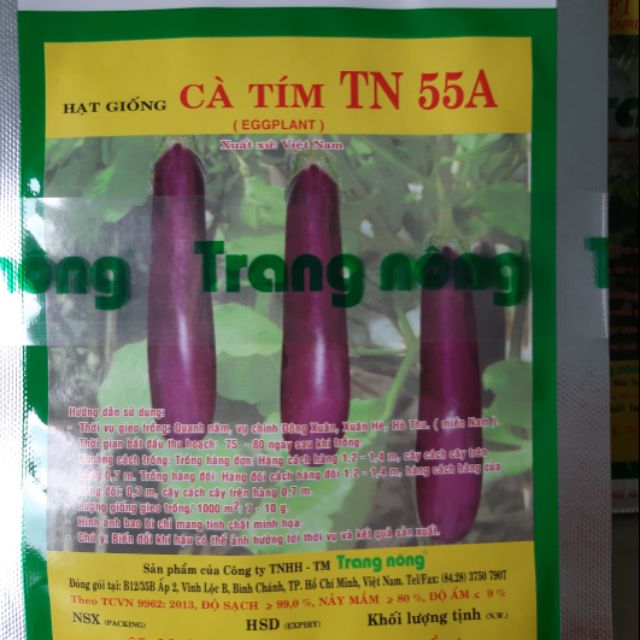 HẠT GIỐNG CÀ TÍM TN 55A
( EGGPLANT )
Xuất xứ: Việt Nam
nông Trang nông
Hướng dẫn sử dụng:
- Thời vụ gieo trồng: Quanh năm, vụ chính Đông Xuân, Xuân Hè, Hè Thu. ( miền Nam ).
- Thời gian bắt đầu thu hoạch: 75 - 80 ngày sau khi trồng
- Khoảng cách trồng: Trồng hàng đơn: Hàng cách hàng 1,2 - 1,4 m, cây cách cây trên
hàng 0,7 m. Trồng hàng đôi: Hàng đôi cách hàng đôi 1,2 - 1,4 m, hàng cách hàng của
hàng đôi: 0,7 m, cây cách cây trên hàng 0,7 m.
- Lượng giống gieo trồng/ 1000 m²: 7 - 10 g.
- Hình ảnh bao bì chỉ mang tính chất minh họa
- Chú ý: Biến đổi khí hậu có thể ảnh hưởng tới thời vụ và kết quả sản xuất.
Sản phẩm của Công ty TNHH - TM Trang nông
Đóng gói tại: B12/35B Ấp 2, Vĩnh Lộc B, Bình Chánh, TP. Hồ Chí Minh, Việt Nam. Tel/Fax: (84.28) 3750 7907
Theo TCVN 9962: 2013, ĐỘ SẠCH ≥ 99,0 %, NẢY MẦM ≥ 80 %, ĐỘ ẨM ≤ 9 %
NSX (PACKING) HSD (EXPIRY) Khối lượng tịnh (N.W.)